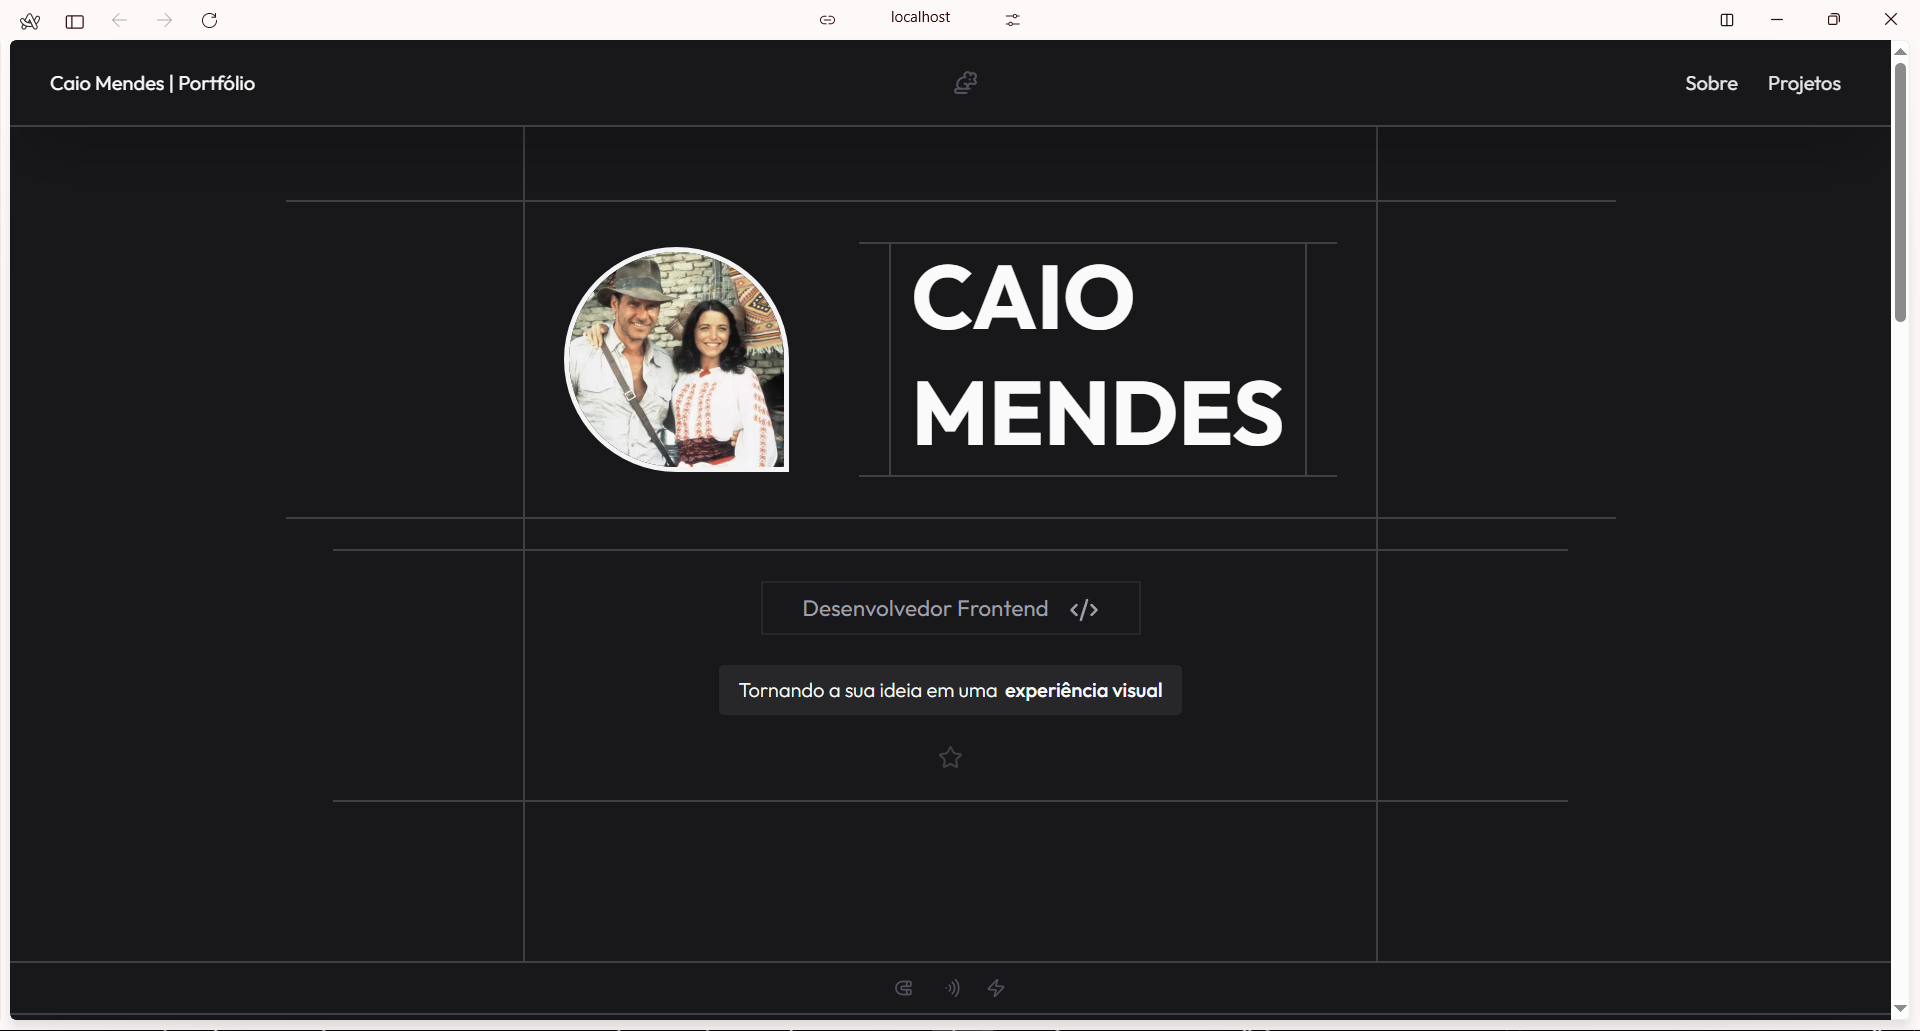 localhost
Caio Mendes | Portfólio
Sobre
Projetos
CAIO
MENDES
Desenvolvedor Frontend </>
Tornando a sua ideia em uma experiência visual